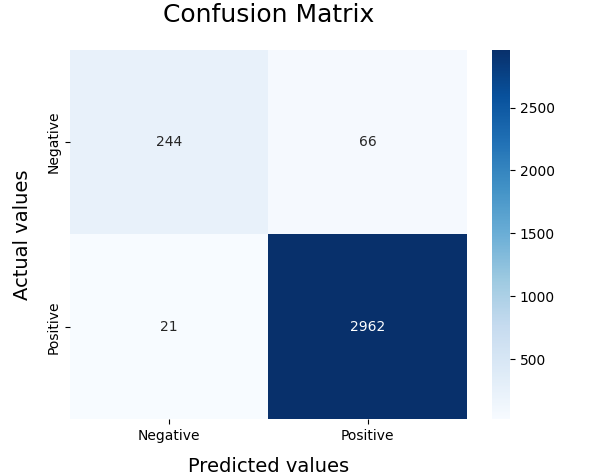 Confusion Matrix
Actual values
Negative
Positive
244
66
21
2962
Negative
Positive
Predicted values
2500
2000
1500
1000
500